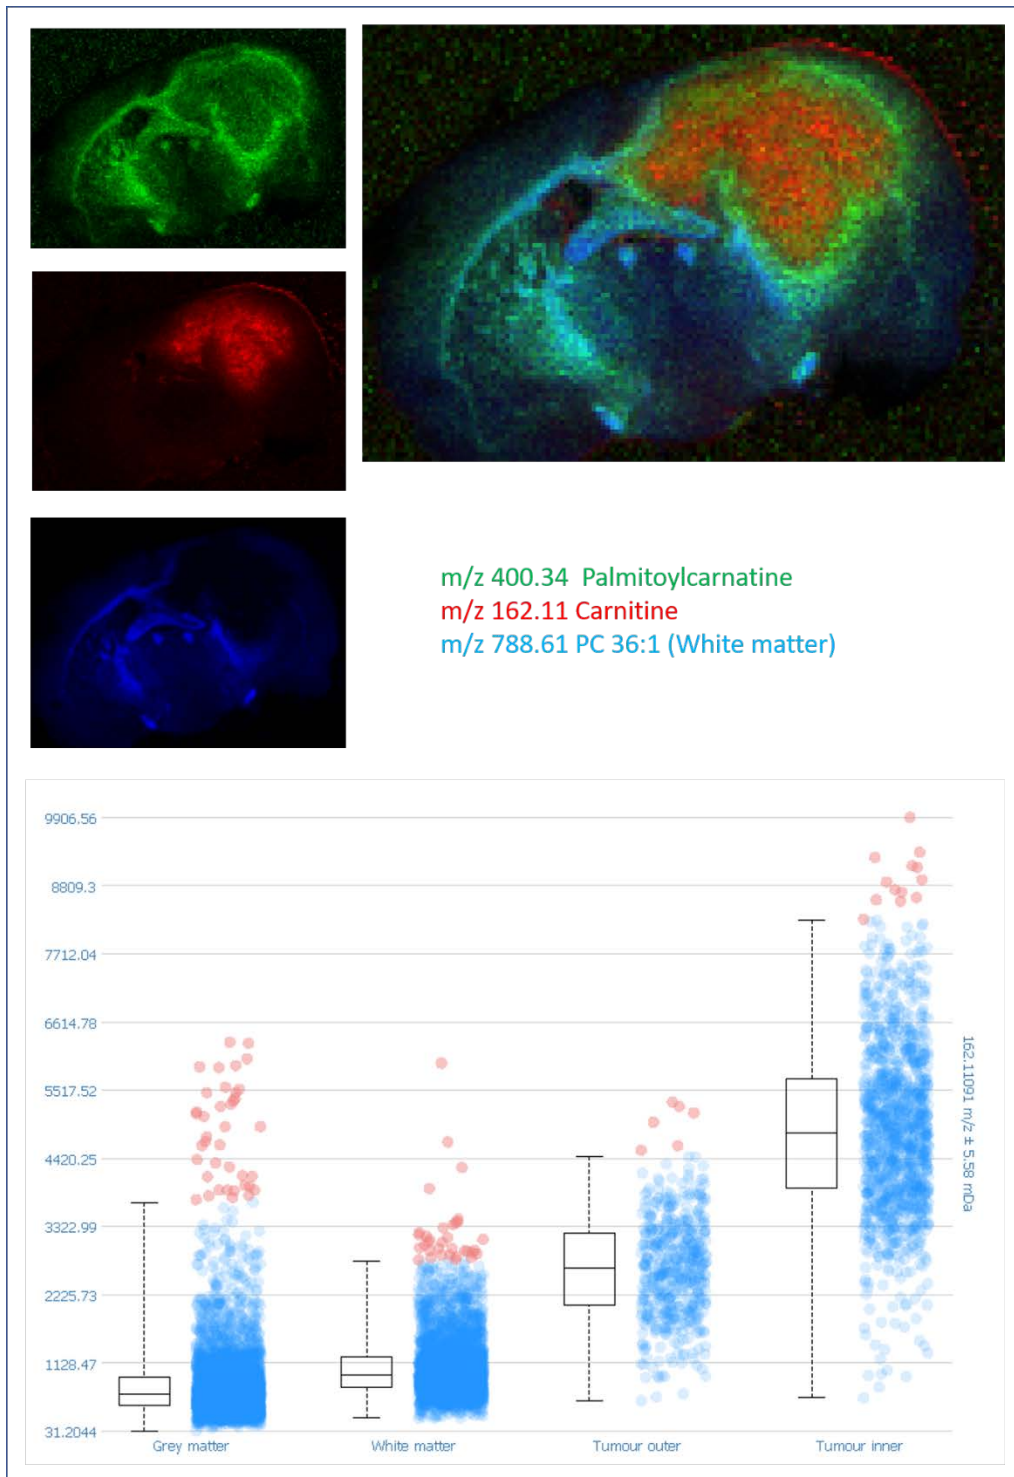 m/z 400.34 Palmitoylcarnatine
m/z 162.11 Carnitine
m/z 788.61 PC 36:1 (White matter)
9906.56
8809.3
7712.04
6614.78
5517.52
4420.25
3322.99
2225.73
1128.47
31.2044
162.11091 m/z ± 5.58 mDa
Grey matter White matter Tumour outer Tumour inner